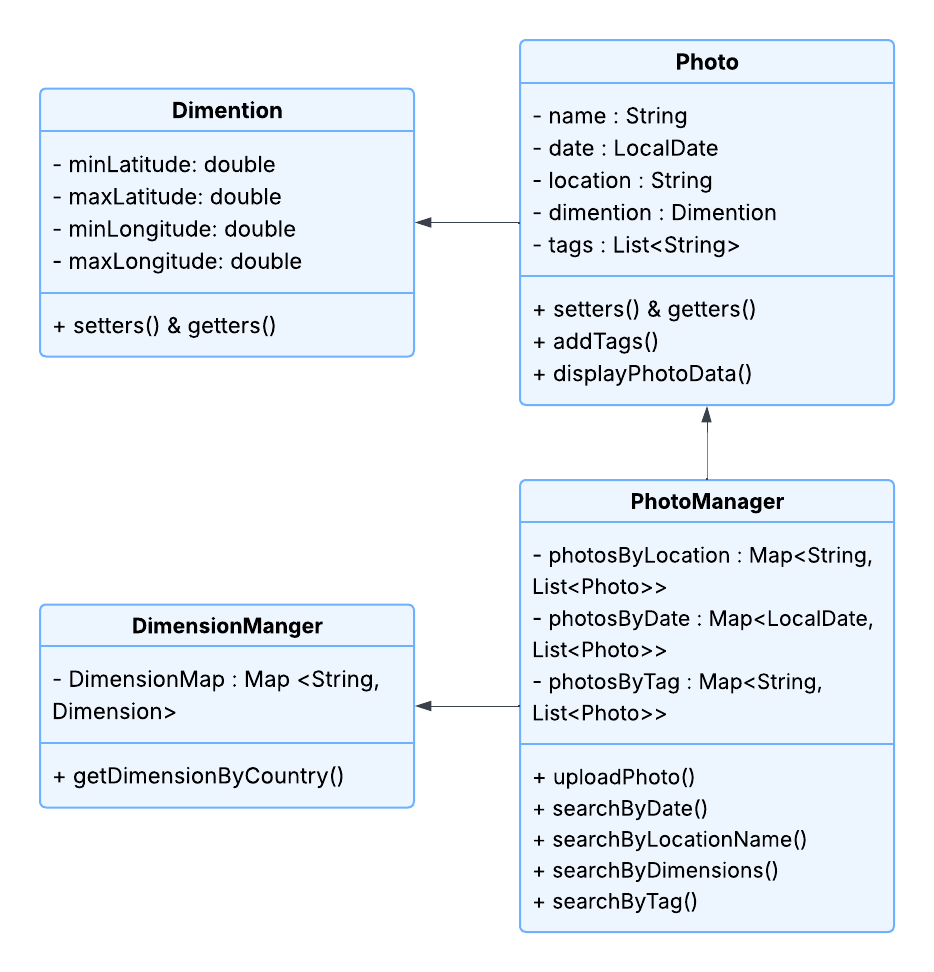 Photo
- name : String
- date : LocalDate
- location : String
- dimention : Dimention
- tags : List<String>
+ setters() & getters()
+ addTags()
+ displayPhotoData()
Dimention
- minLatitude: double
- maxLatitude: double
- minLongitude: double
- maxLongitude: double
+ setters() & getters()
PhotoManager
- photosByLocation : Map<String,
List<Photo>>
- photosByDate : Map<LocalDate,
List<Photo>>
- photosByTag : Map<String,
List<Photo>>
+ uploadPhoto()
+ searchByDate()
+ searchByLocationName()
+ searchByDimensions()
+ searchByTag()
DimensionManger
- DimensionMap : Map <String,
Dimension>
+ getDimensionByCountry()